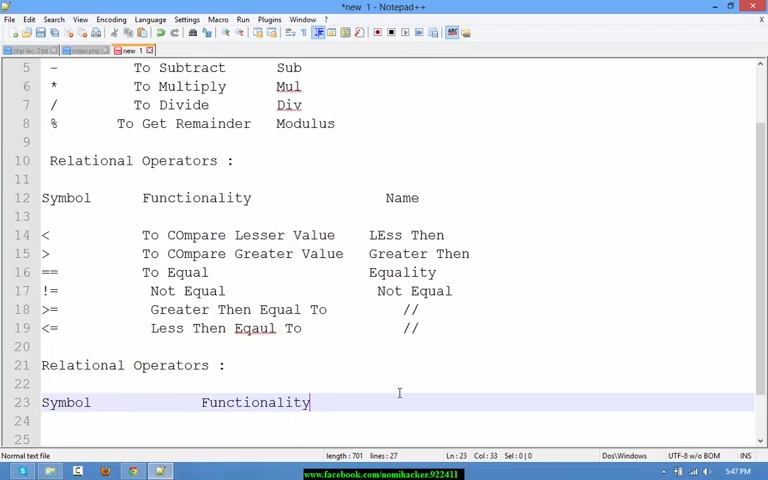 *new 1 - Notepad++
File Edit Search View Encoding Language Settings Macro Run Plugins Window ?
php lec 2.txt index.php new 1
5 - To Subtract Sub
6 * To Multiply Mul
7 / To Divide Div
8 % To Get Remainder Modulus
9
10 Relational Operators :
11
12 Symbol Functionality Name
13
14 < To COmpare Lesser Value LEss Then
15 > To COmpare Greater Value Greater Then
16 == To Equal Equality
17 != Not Equal Not Equal
18 >= Greater Then Equal To //
19 <= Less Then Eqaul To //
20
21 Relational Operators :
22
23 Symbol Functionality
24
25
Normal text file length : 701 lines : 27 Ln : 23 Col : 33 Sel : 0 | 0 Dos\Windows UTF-8 w/o BOM INS
www.facebook.com/nomihacker.922411
5:47 PM